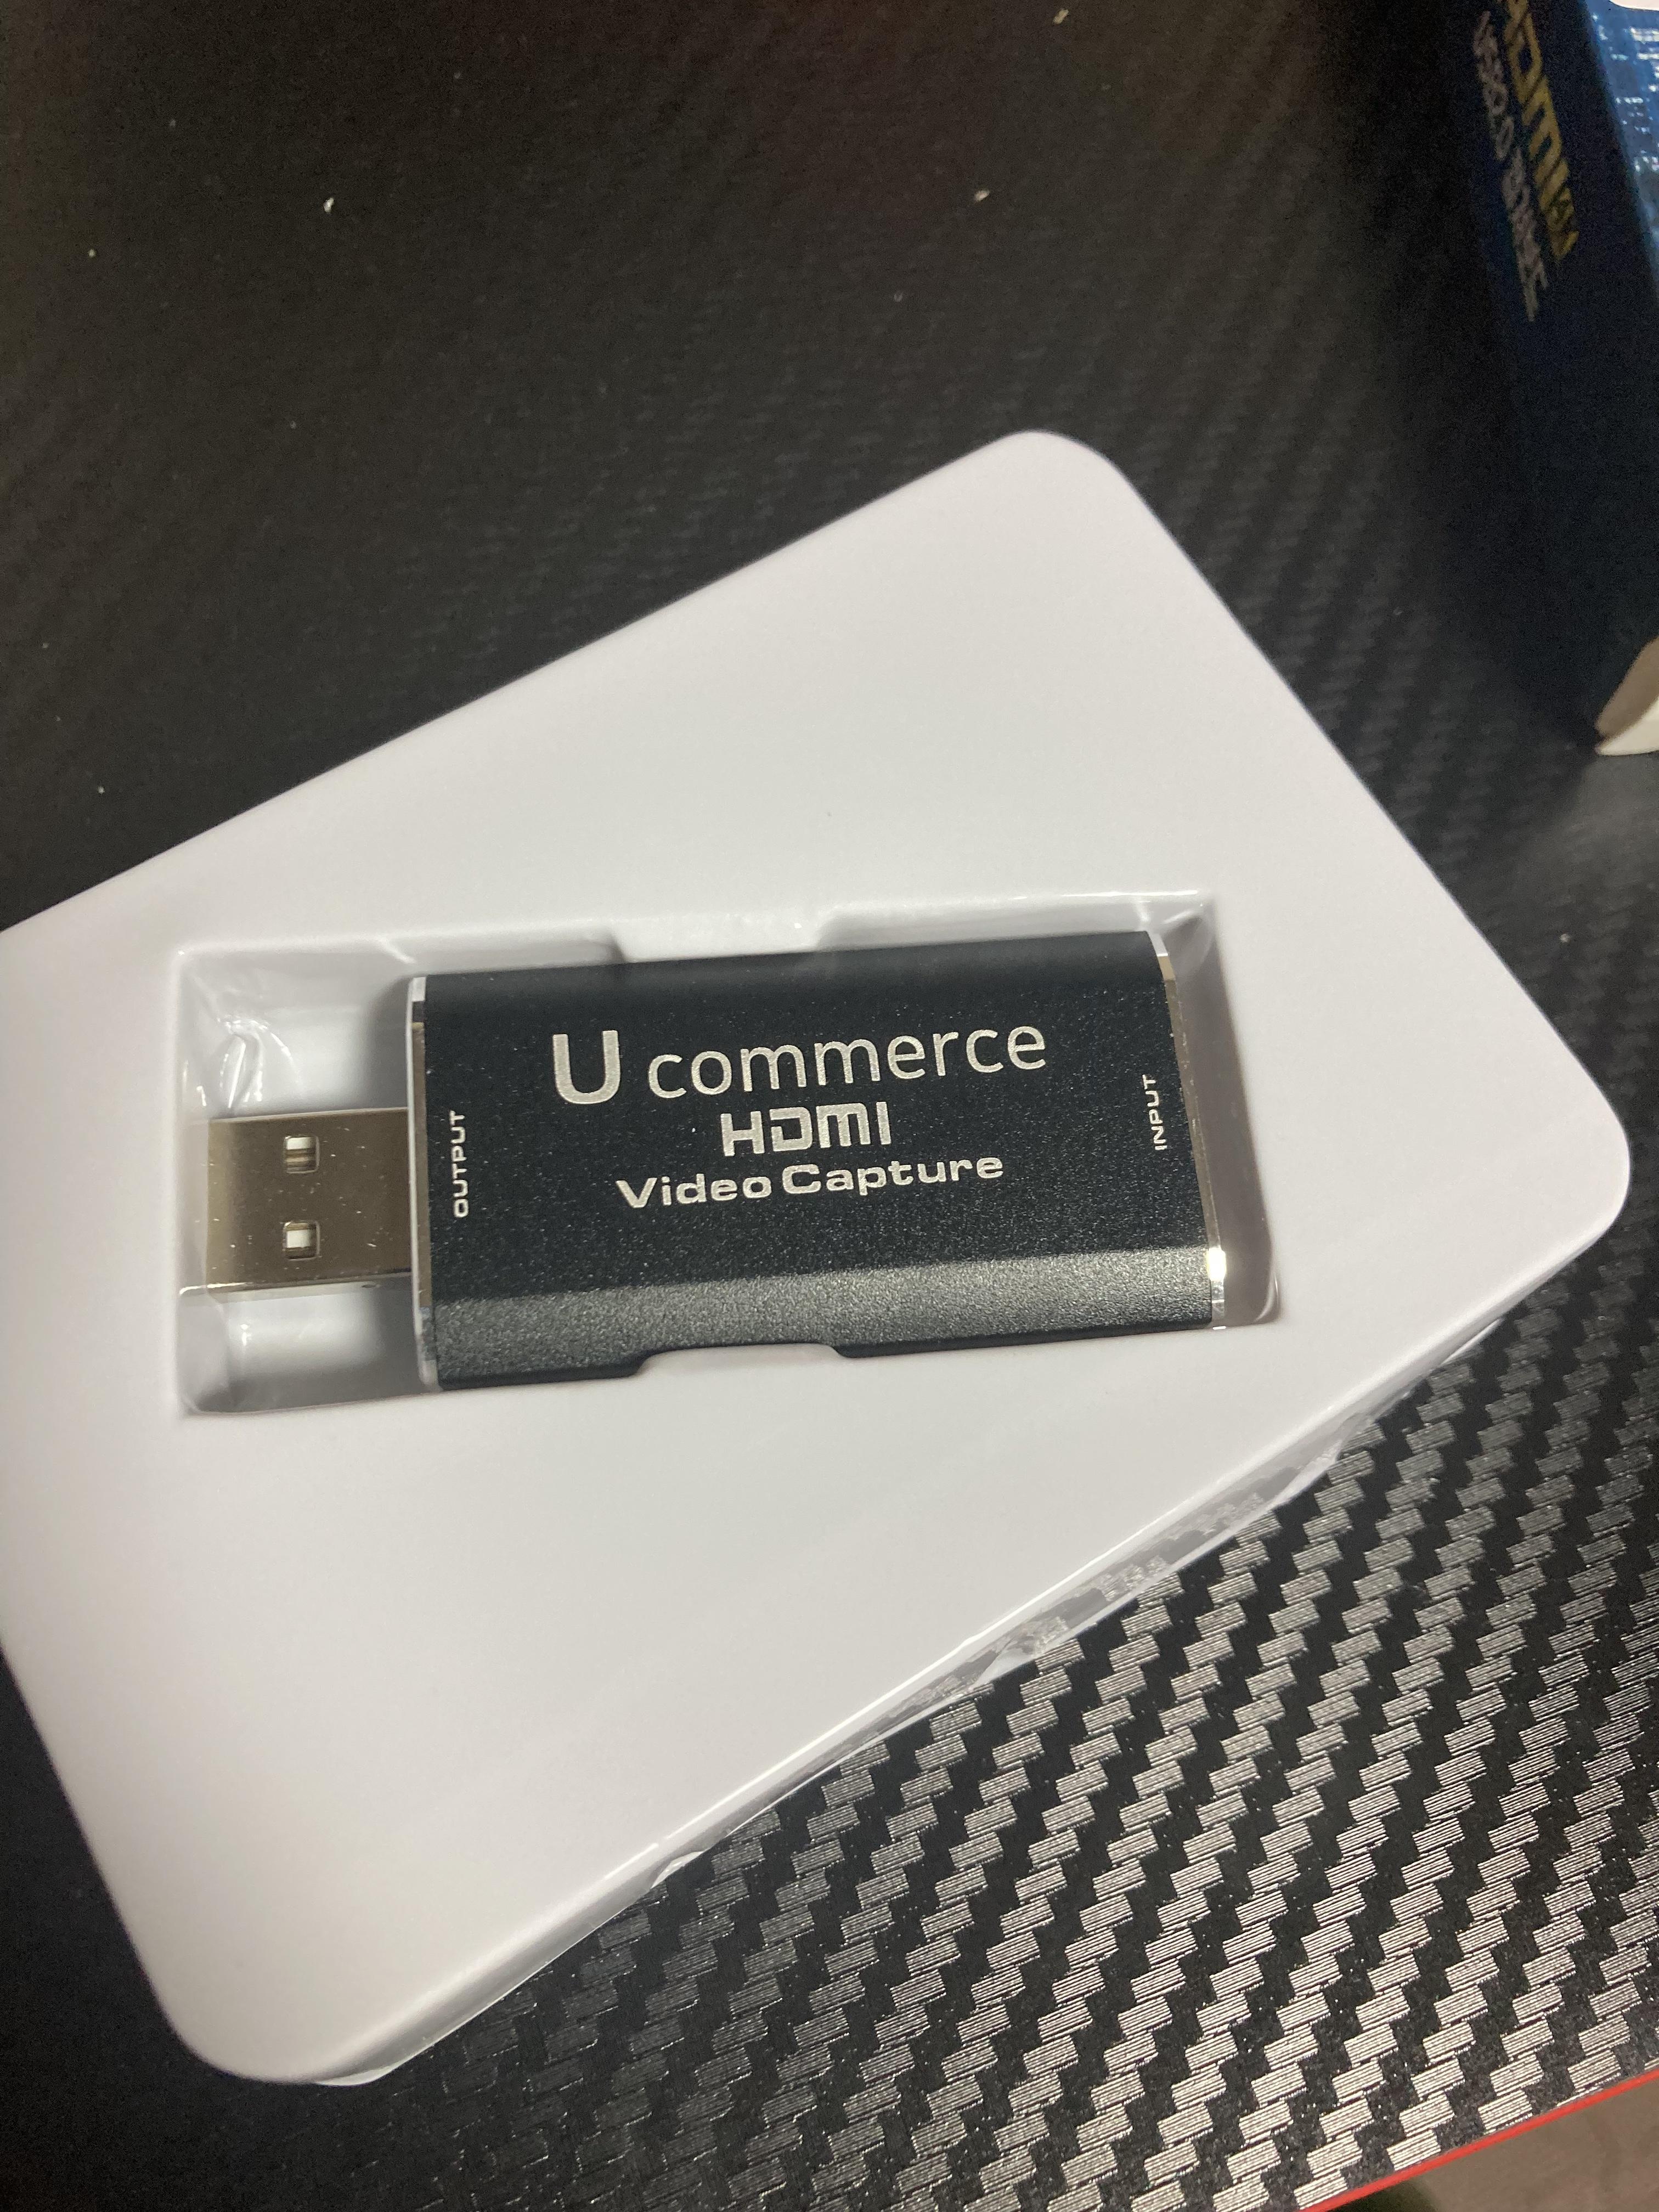 U commerce
HDMI
Video Capture
OUTPUT
INPUT